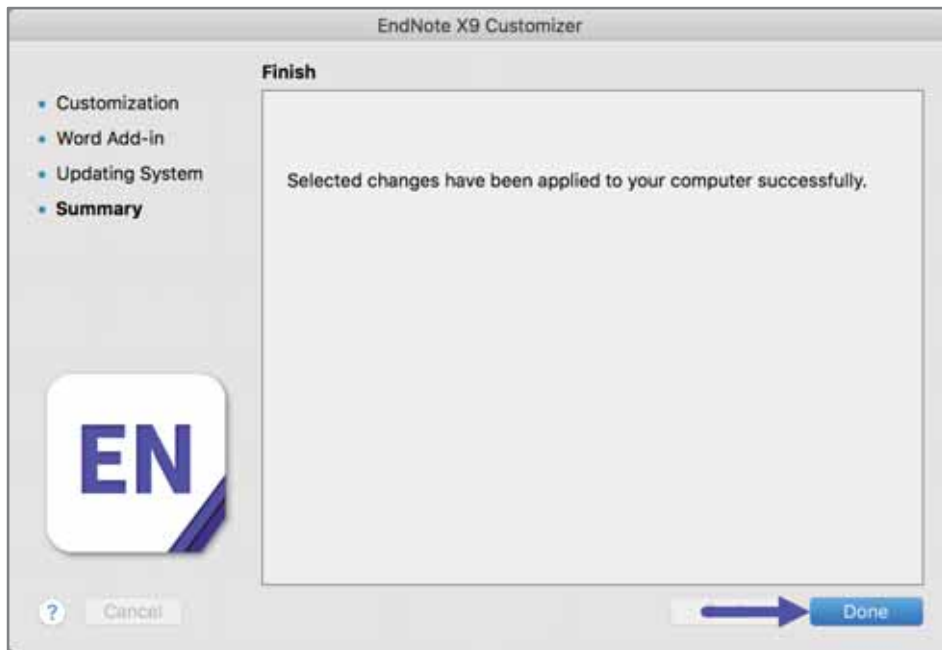 EndNote X9 Customizer
Finish
Customization
Word Add-in
Updating System
Summary
Selected changes have been applied to your computer successfully.
EN
?
Cancel
Done